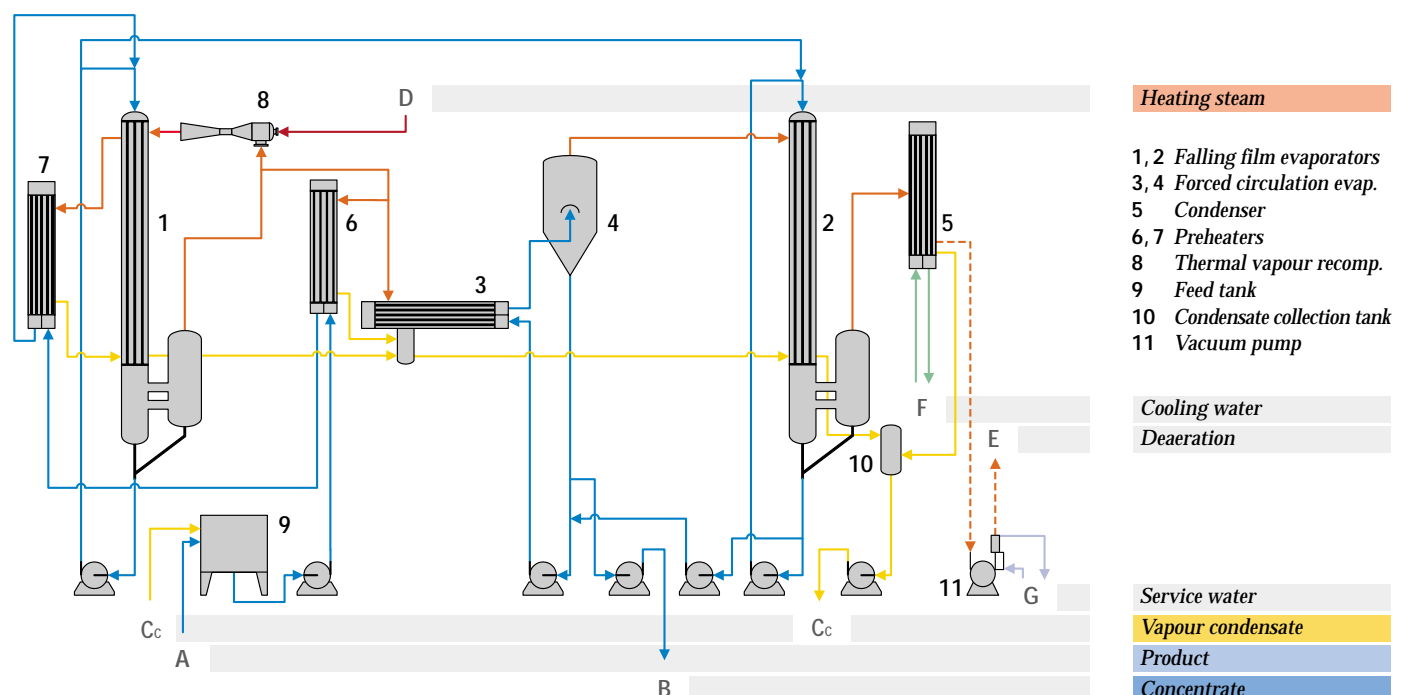 8
D
Heating steam
7
1
6
3
4
2
5
1, 2 Falling film evaporators
3, 4 Forced circulation evap.
5 Condenser
6, 7 Preheaters
8 Thermal vapour recomp.
9 Feed tank
10 Condensate collection tank
11 Vacuum pump
F
Cooling water
E
Deaeration
10
9
11
G
Service water
Cc
Cc
Vapour condensate
A
Product
B
Concentrate